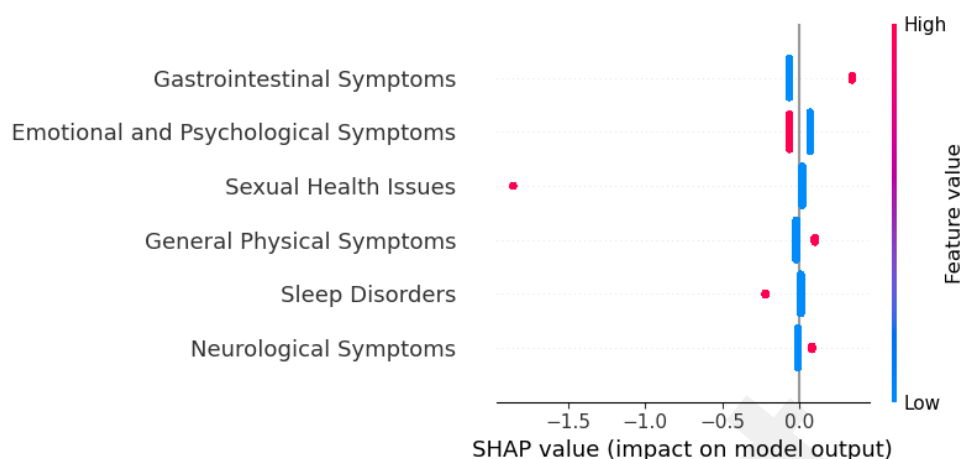 High
Gastrointestinal Symptoms
Emotional and Psychological Symptoms
Sexual Health Issues
General Physical Symptoms
Sleep Disorders
Neurological Symptoms
Feature value
Low
−1.5 −1.0 −0.5 0.0
SHAP value (impact on model output)